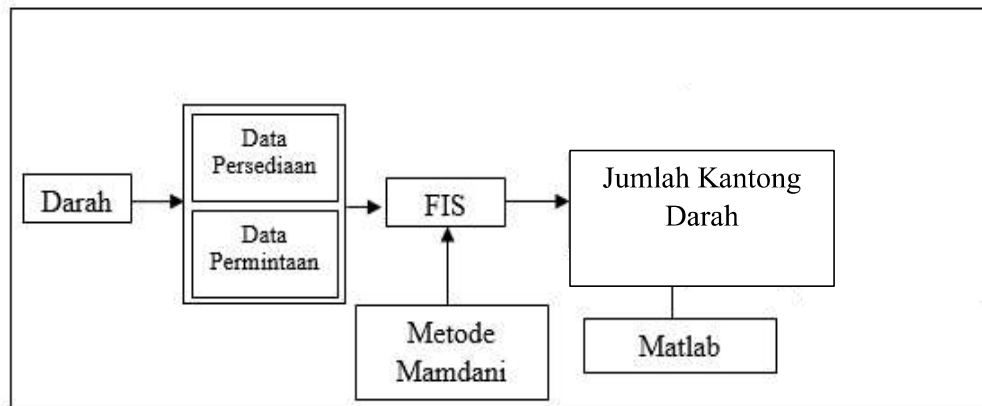 Darah
Data
Persediaan
Data
Permintaan
FIS
Metode
Mamdani
Jumlah Kantong
Darah
Matlab